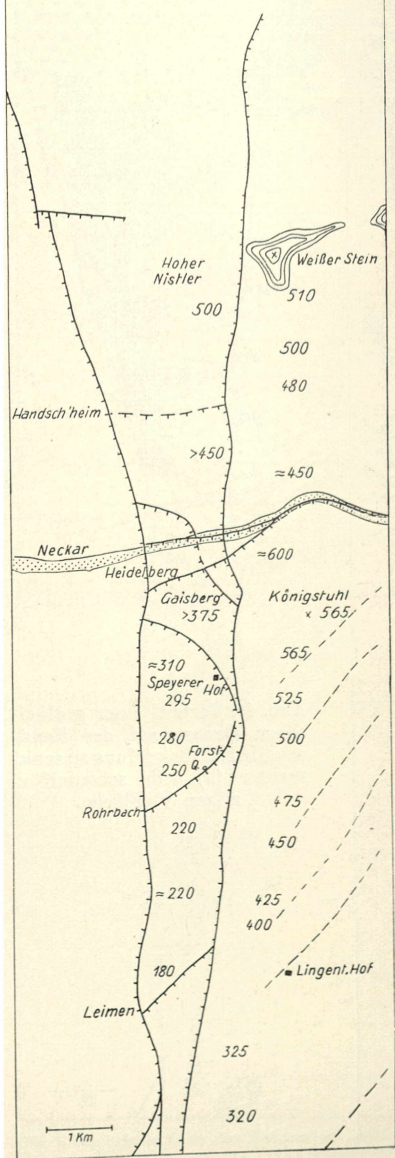 Hoher
Nistler
500
Weißer Stein
510
500
480
Handsch'heim
>450
≈450
Neckar
Heidelberg
≈600
Gaisberg
>375
Königstuhl
× 565
565
≈310
Speyerer
Hof
295
525
280
500
Forst
Q.
250
475
Rohrbach
220
450
≈220
425
400
180
Lingent. Hof
Leimen
325
320
1 Km